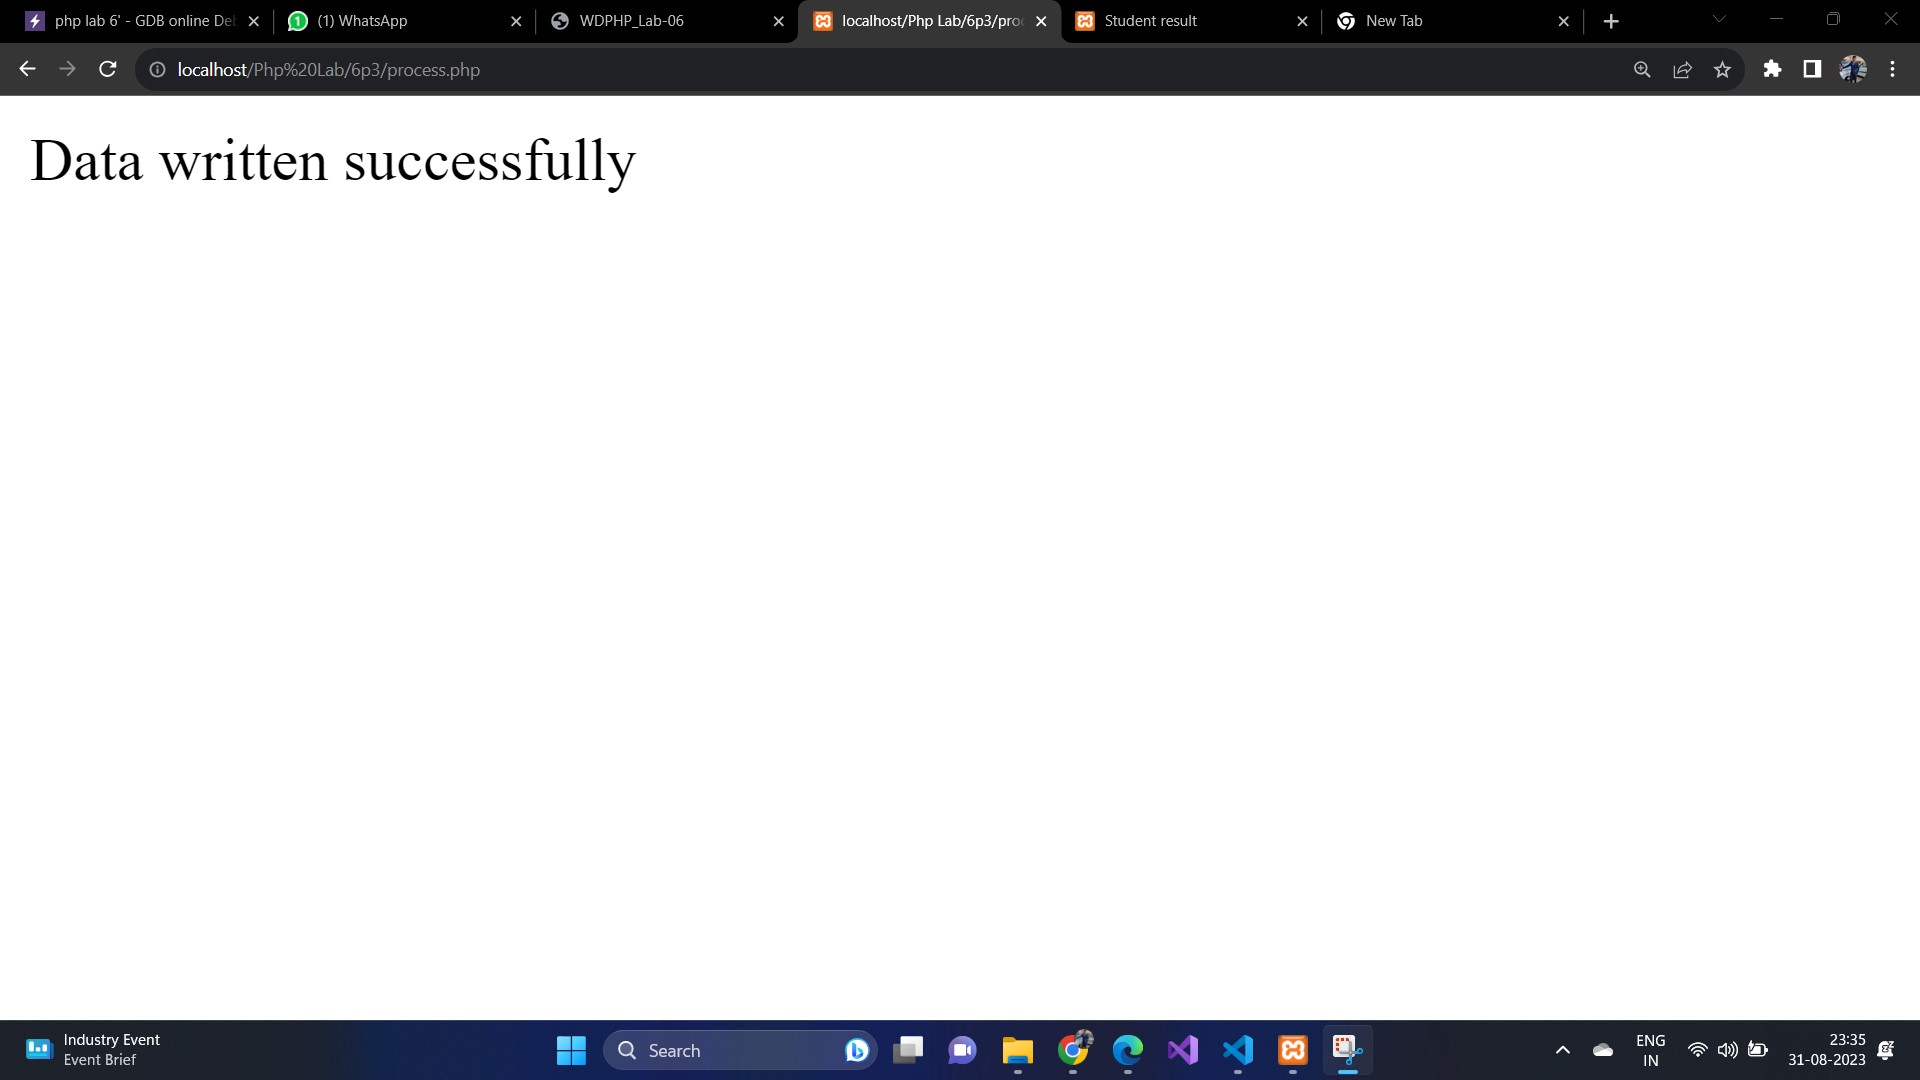 php lab 6' - GDB online De
(1) WhatsApp
WDPHP_Lab-06
localhost/Php Lab/6p3/proc
Student result
New Tab
localhost/Php%20Lab/6p3/process.php
Data written successfully
Industry Event
Event Brief
Search
ENG
IN
23:35
31-08-2023